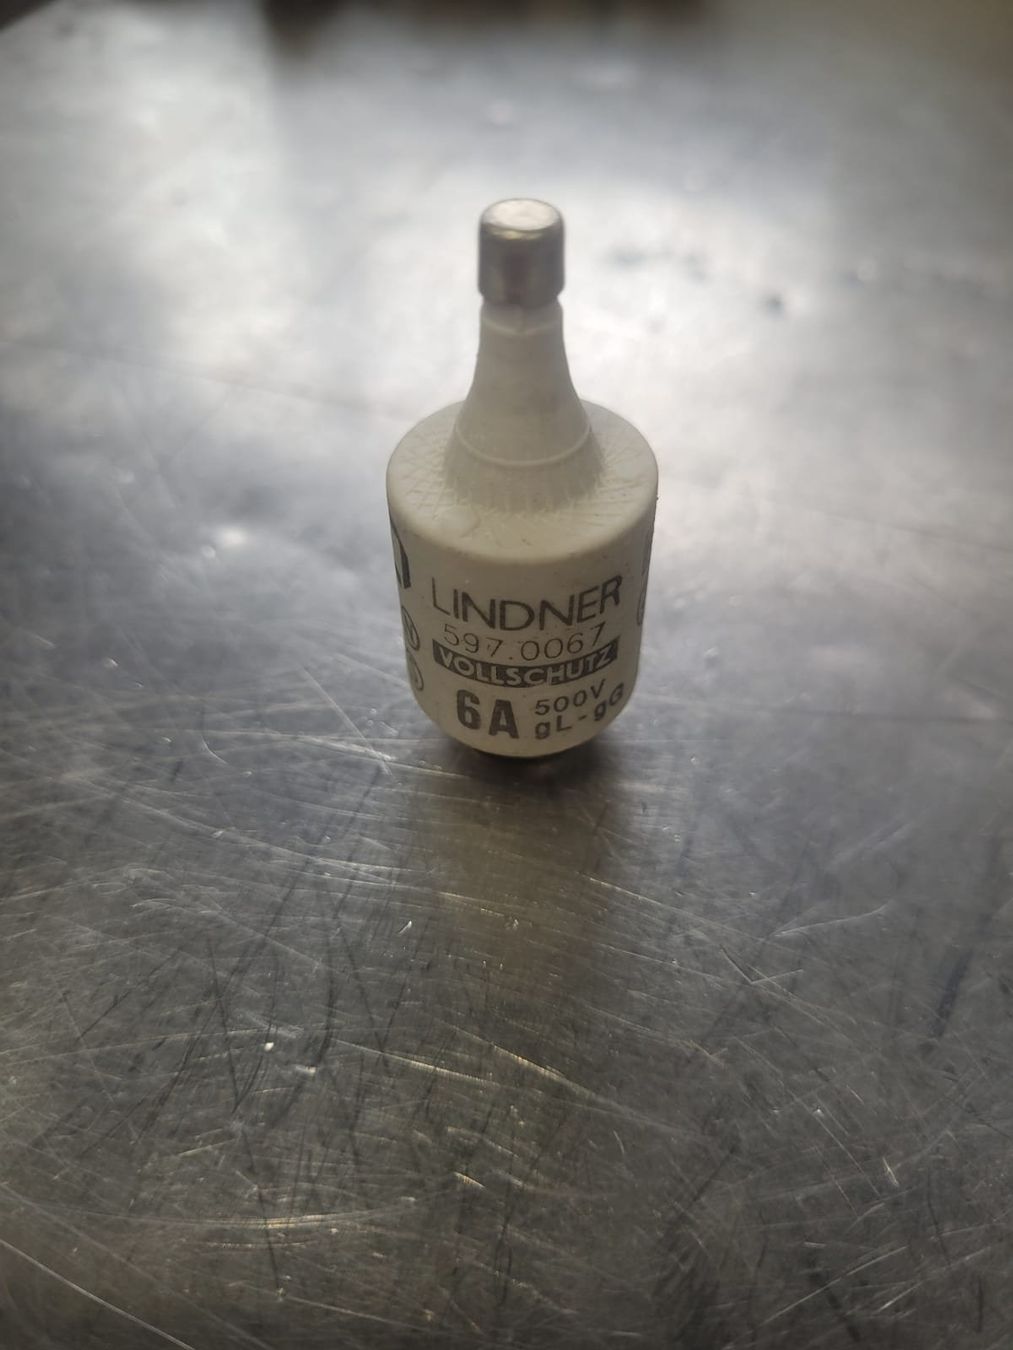 LINDNER
597.0067
VOLLSCHUTZ
6A 500V
gL-gG